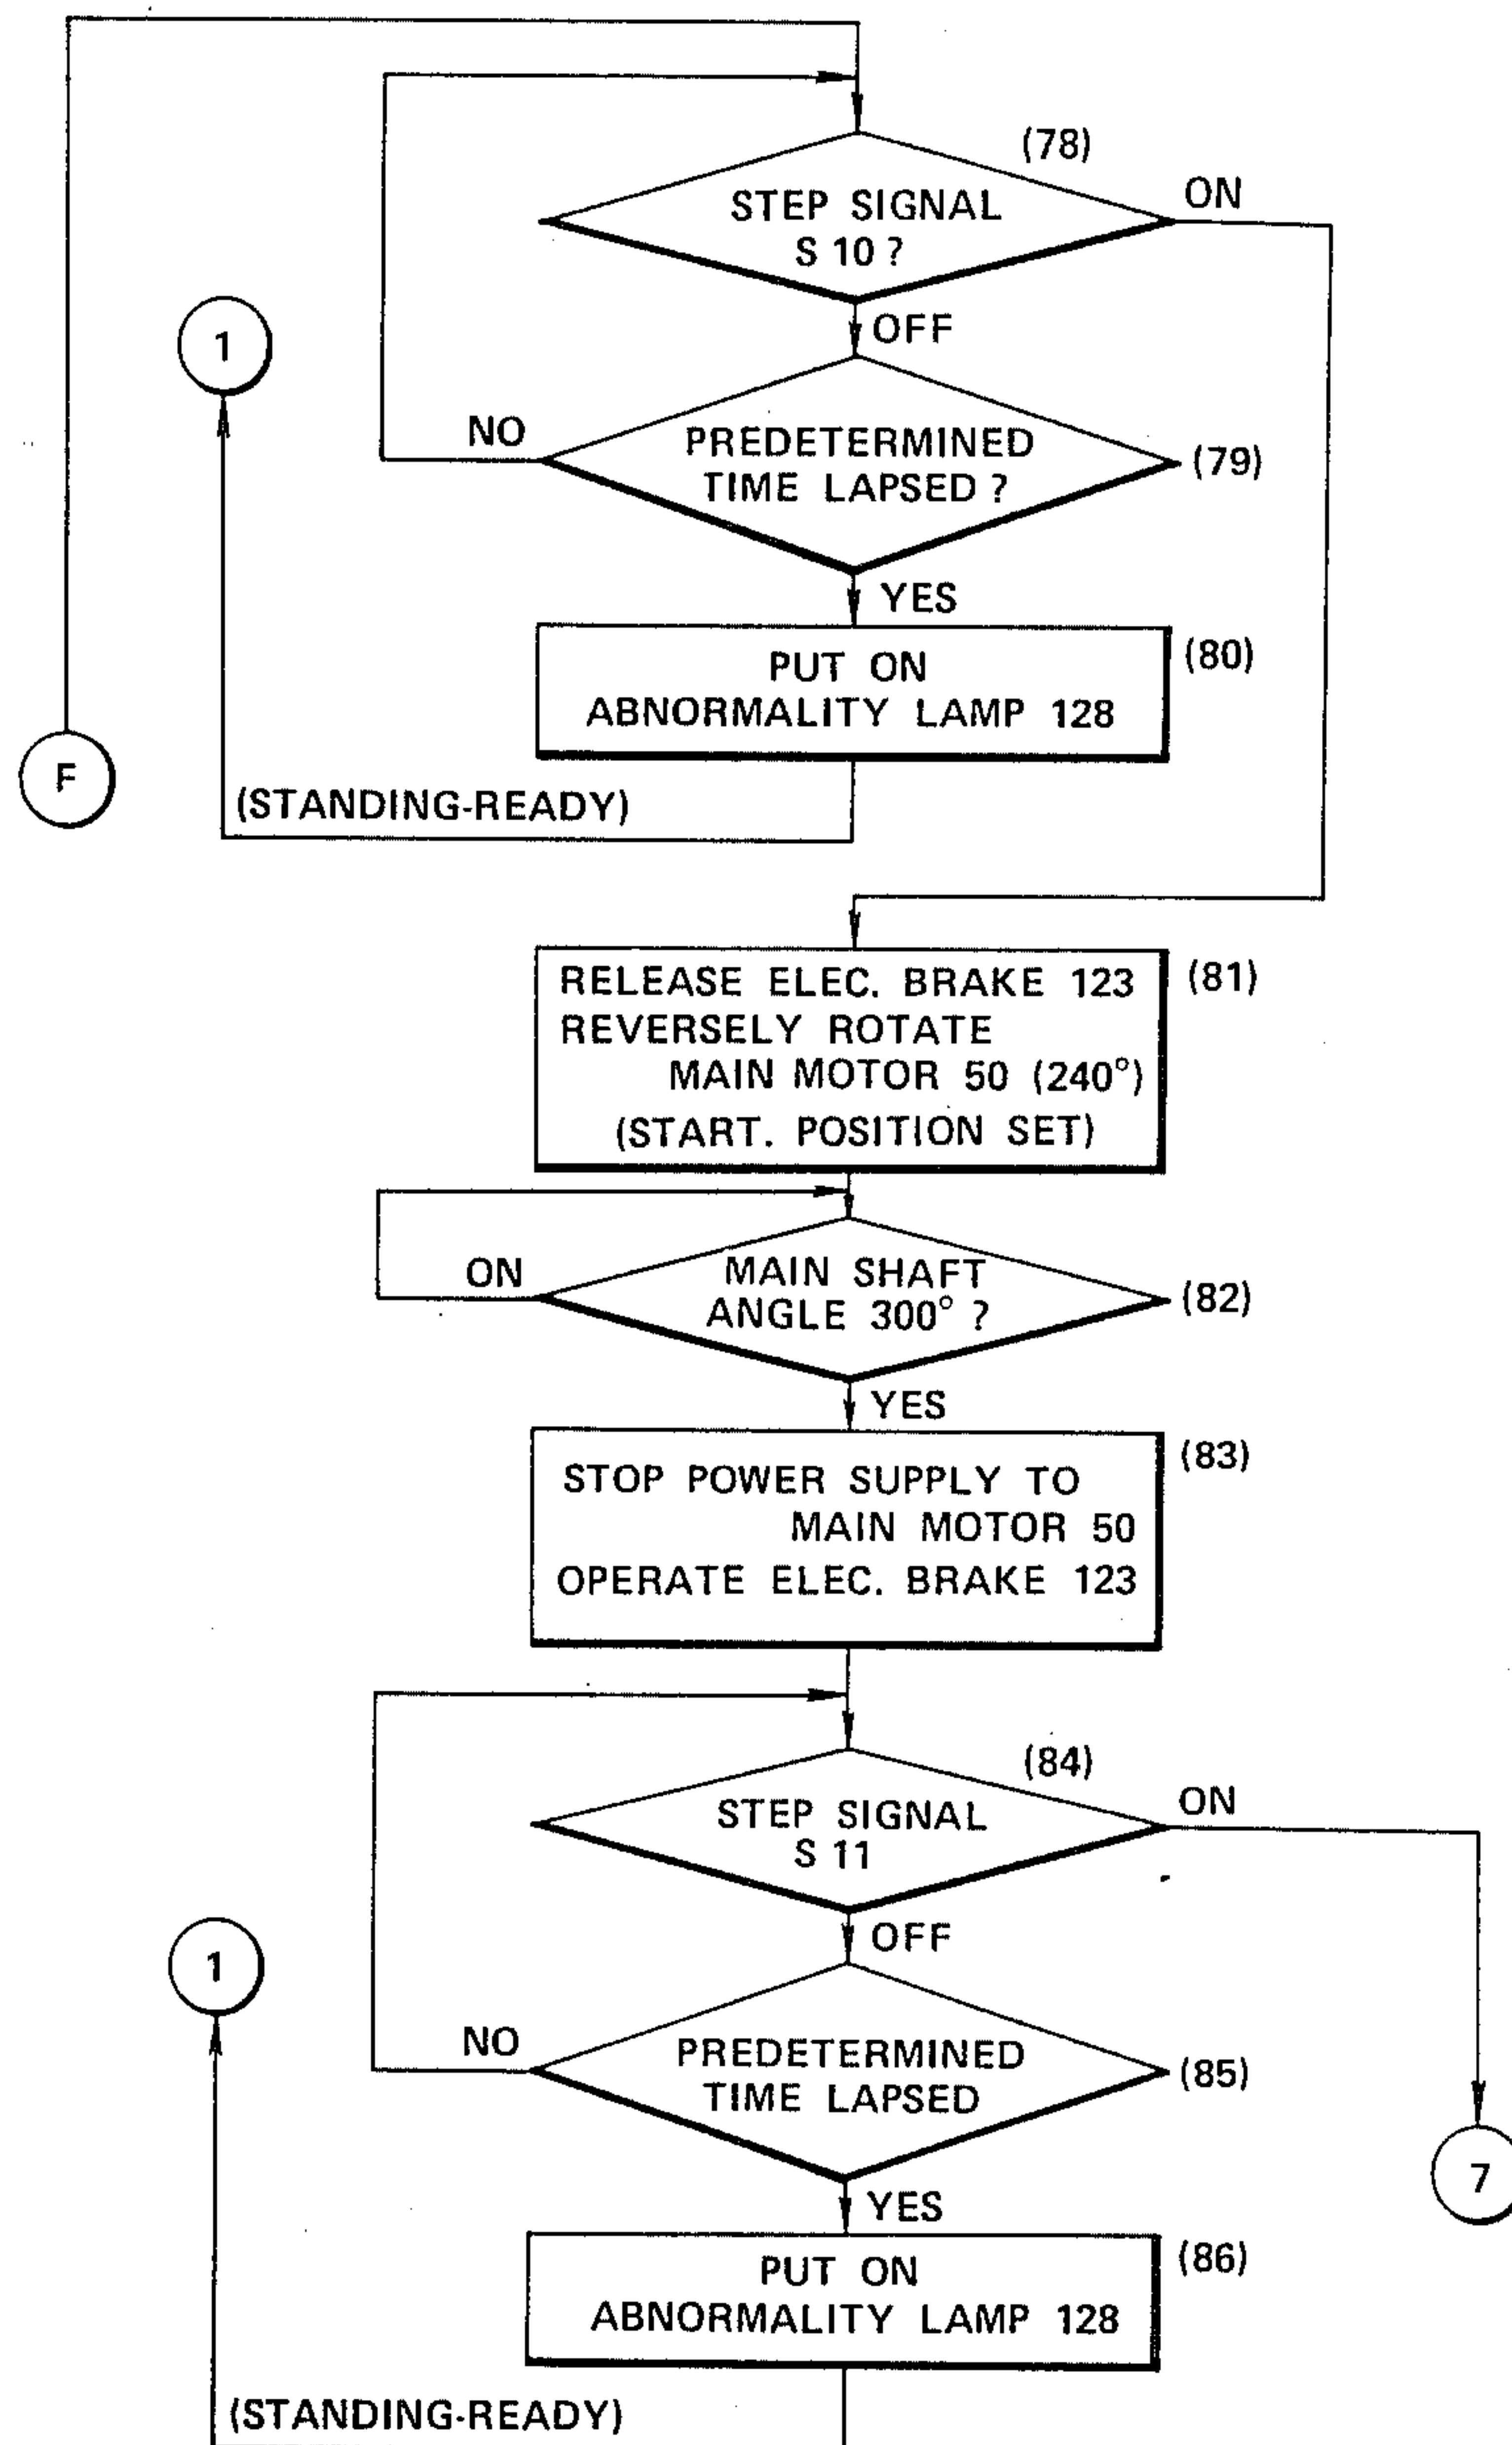 (78)
STEP SIGNAL
ON
S 10 ?
1
OFF
NO
PREDETERMINED
TIME LAPSED ?
(79)
YES
PUT ON
(80)
ABNORMALITY LAMP 128
F
(STANDING-READY)
RELEASE ELEC. BRAKE 123
(81)
REVERSELY ROTATE
MAIN MOTOR 50 (240°)
(START. POSITION SET)
ON
MAIN SHAFT
ANGLE 300° ?
(82)
YES
STOP POWER SUPPLY TO
(83)
MAIN MOTOR 50
OPERATE ELEC. BRAKE 123
(84)
STEP SIGNAL
ON
S 11
OFF
1
NO
PREDETERMINED
TIME LAPSED
(85)
7
YES
PUT ON
(86)
ABNORMALITY LAMP 128
(STANDING-READY)